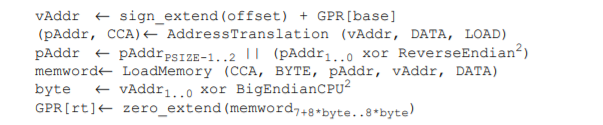 vAddr ← sign_extend(offset) + GPR[base]
(pAddr, CCA)← AddressTranslation (vAddr, DATA, LOAD)
pAddr ← pAddrPSIZE-1..2 || (pAddr1..0 xor ReverseEndian2)
memword← LoadMemory (CCA, BYTE, pAddr, vAddr, DATA)
byte ← vAddr1..0 xor BigEndianCPU2
GPR[rt]← zero_extend(memword7+8*byte..8*byte)